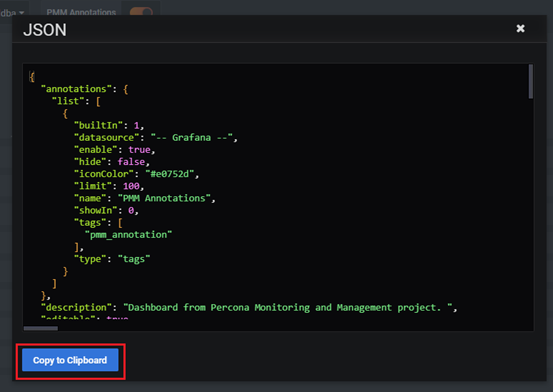 dba
PMM Annotations
JSON
{
"annotations": {
"list": [
{
"builtIn": 1,
"datasource": "-- Grafana --",
"enable": true,
"hide": false,
"iconColor": "#e0752d",
"limit": 100,
"name": "PMM Annotations",
"showIn": 0,
"tags": [
"pmm_annotation"
],
"type": "tags"
}
]
},
"description": "Dashboard from Percona Monitoring and Management project. ",
"editable": true
Copy to Clipboard